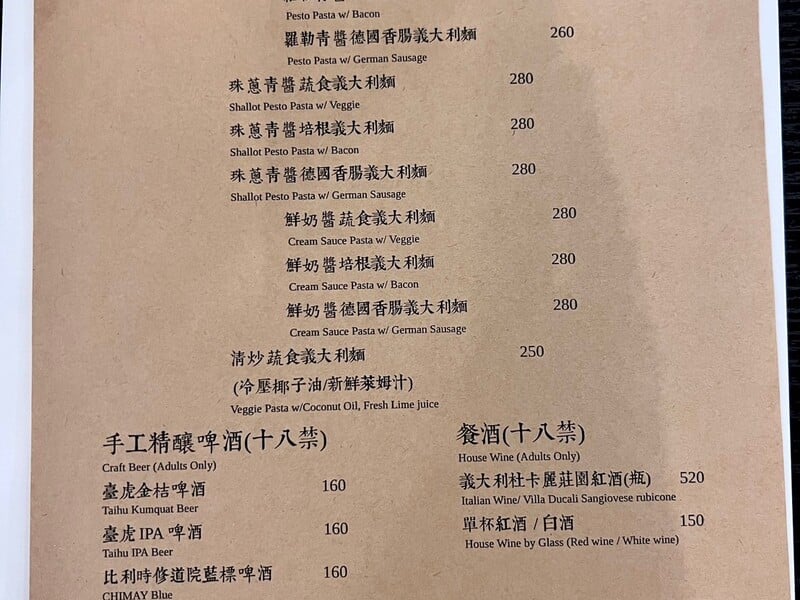 Pesto Pasta w/ Bacon
羅勒青醬德國香腸義大利麵 260
Pesto Pasta w/ German Sausage
珠蔥青醬蔬食義大利麵 280
Shallot Pesto Pasta w/ Veggie
珠蔥青醬培根義大利麵 280
Shallot Pesto Pasta w/ Bacon
珠蔥青醬德國香腸義大利麵 280
Shallot Pesto Pasta w/ German Sausage
鮮奶醬蔬食義大利麵 280
Cream Sauce Pasta w/ Veggie
鮮奶醬培根義大利麵 280
Cream Sauce Pasta w/ Bacon
鮮奶醬德國香腸義大利麵 280
Cream Sauce Pasta w/ German Sausage
清炒蔬食義大利麵 250
(冷壓椰子油/新鮮萊姆汁)
Veggie Pasta w/Coconut Oil, Fresh Lime juice
手工精釀啤酒(十八禁)
Craft Beer (Adults Only)
臺虎金桔啤酒 160
Taihu Kumquat Beer
臺虎 IPA 啤酒 160
Taihu IPA Beer
比利時修道院藍標啤酒 160
CHIMAY Blue
餐酒(十八禁)
House Wine (Adults Only)
義大利杜卡麗莊園紅酒(瓶) 520
Italian Wine/ Villa Ducali Sangiovese rubicone
單杯紅酒 / 白酒 150
House Wine by Glass (Red wine / White wine)